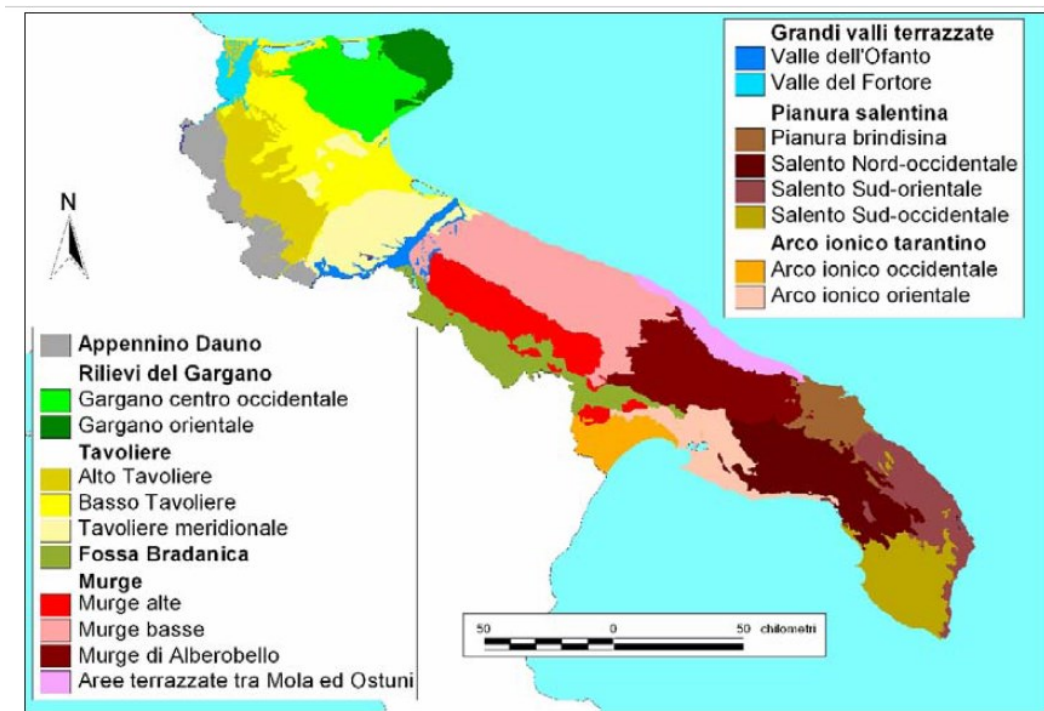 Grandi valli terrazzate
Valle dell'Ofanto
Valle del Fortore
Pianura salentina
Pianura brindisina
Salento Nord-occidentale
Salento Sud-orientale
Salento Sud-occidentale
Arco ionico tarantino
Arco ionico occidentale
Arco ionico orientale
N
Appennino Dauno
Rilievi del Gargano
Gargano centro occidentale
Gargano orientale
Tavoliere
Alto Tavoliere
Basso Tavoliere
Tavoliere meridionale
Fossa Bradanica
Murge
Murge alte
Murge basse
Murge di Alberobello
Aree terrazzate tra Mola ed Ostuni
50 0 50 chilometri